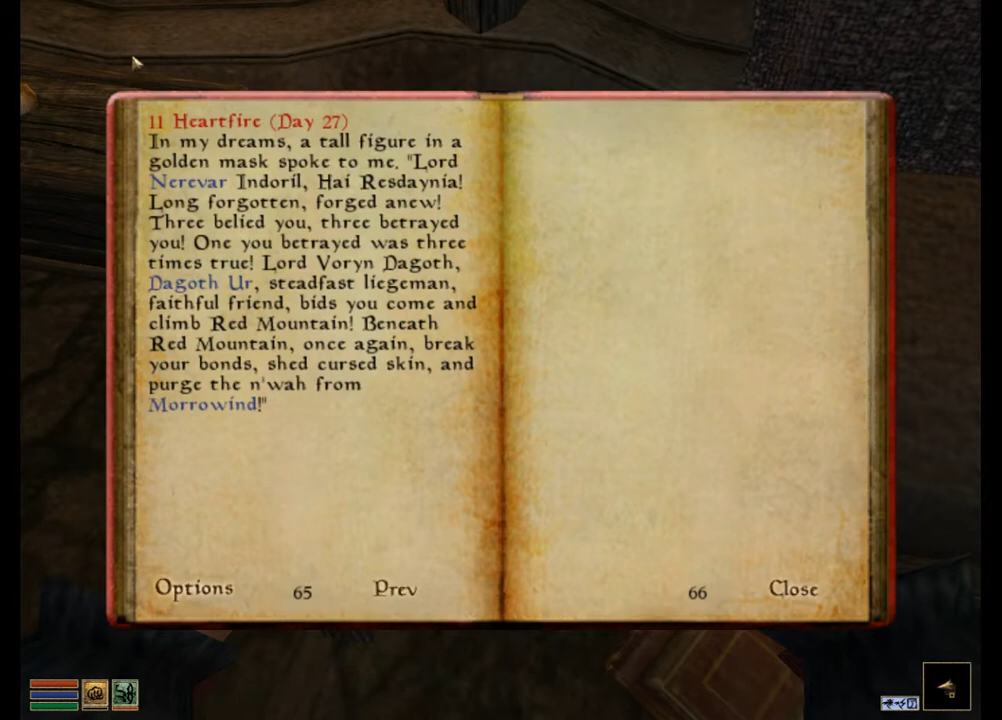 11 Heartfire (Day 27)
In my dreams, a tall figure in a
golden mask spoke to me. "Lord
Nerevar Indoril, Hai Resdaynia!
Long forgotten, forged anew!
Three belied you, three betrayed
you! One you betrayed was three
times true! Lord Voryn Dagoth,
Dagoth Ur, steadfast liegeman,
faithful friend, bids you come and
climb Red Mountain! Beneath
Red Mountain, once again, break
your bonds, shed cursed skin, and
purge the n'wah from
Morrowind!"
Options 65 Prev 66 Close